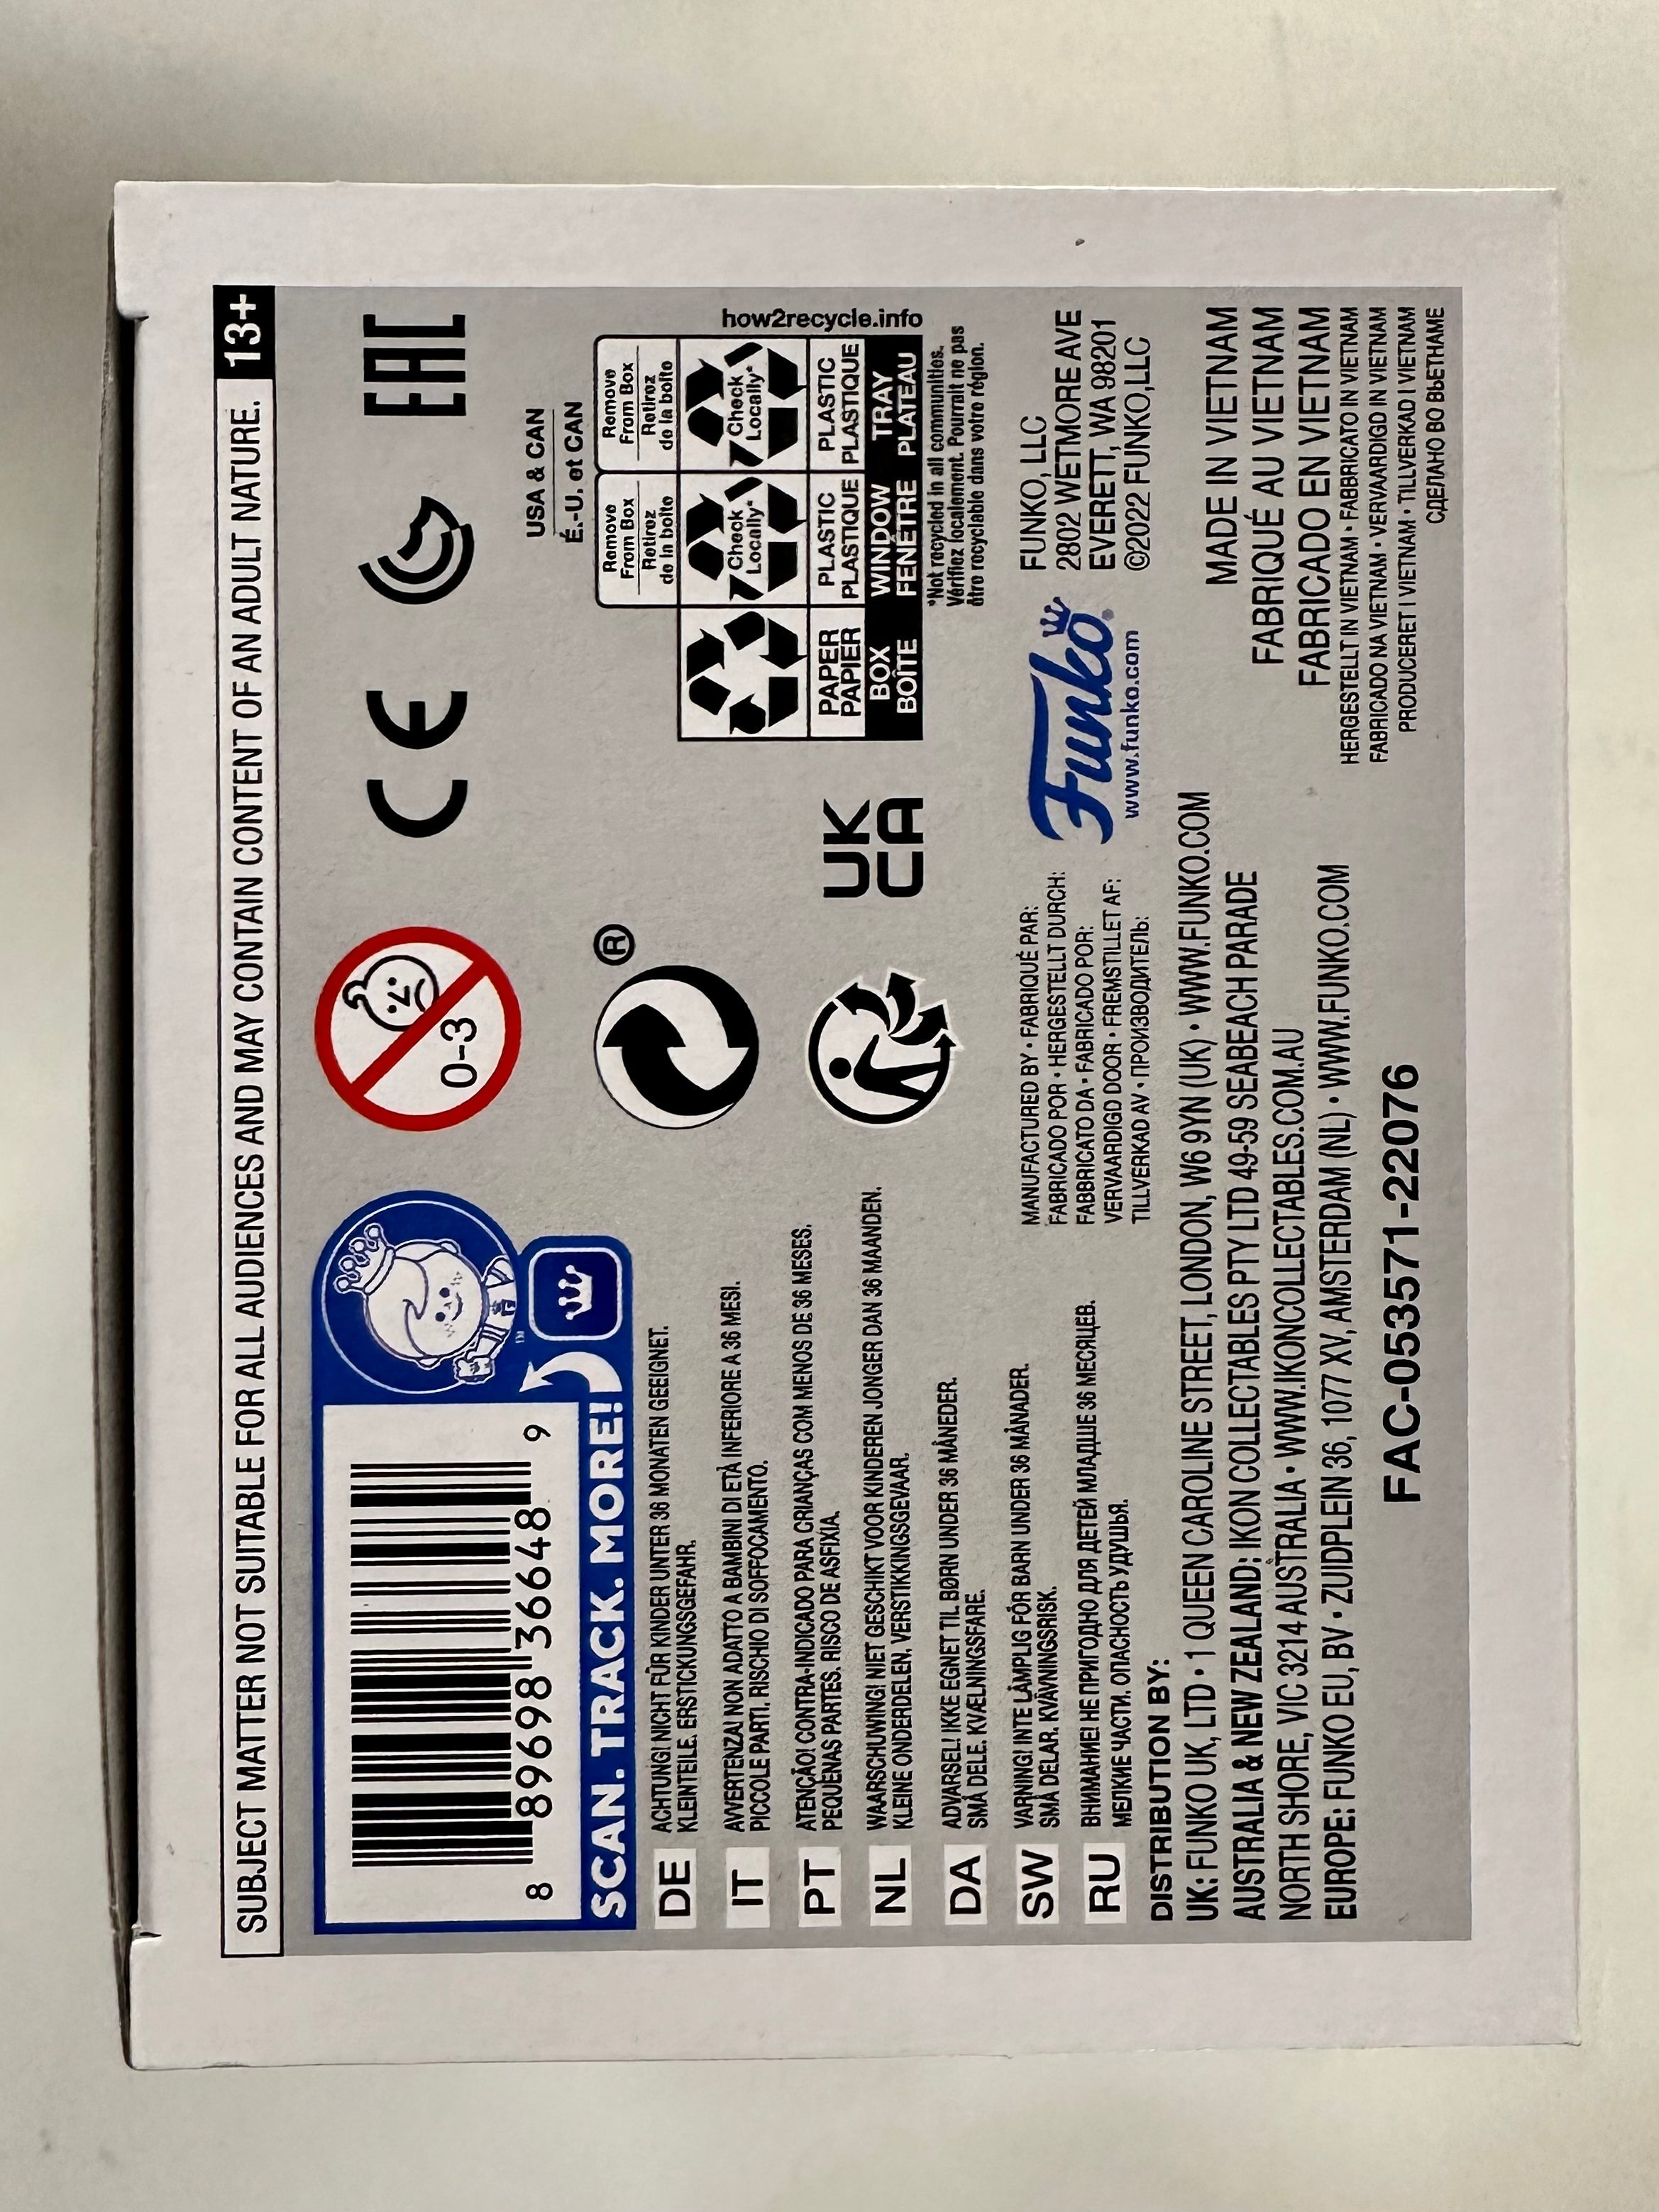 SUBJECT MATTER NOT SUITABLE FOR ALL AUDIENCES AND MAY CONTAIN CONTENT OF AN ADULT NATURE. 13+
8 89698 36648 9
SCAN. TRACK. MORE!
™
0-3
CE
EAC
®
UK
CA
USA & CAN
É.-U. et CAN
Remove
From Box
Retirez
de la boîte
Remove
From Box
Retirez
de la boîte
Check
Locally*
Check
Locally*
PAPER
PAPIER
PLASTIC
PLASTIQUE
PLASTIC
PLASTIQUE
BOX
BOÎTE
WINDOW
FENÊTRE
TRAY
PLATEAU
how2recycle.info
*Not recycled in all communities.
Vérifiez localement. Pourrait ne pas
être recyclable dans votre région.
DE ACHTUNG! NICHT FÜR KINDER UNTER 36 MONATEN GEEIGNET.
KLEINTEILE. ERSTICKUNGSGEFAHR.
IT AVVERTENZA! NON ADATTO A BAMBINI DI ETÀ INFERIORE A 36 MESI.
PICCOLE PARTI. RISCHIO DI SOFFOCAMENTO.
PT ATENÇÃO! CONTRA-INDICADO PARA CRIANÇAS COM MENOS DE 36 MESES.
PEQUENAS PARTES. RISCO DE ASFIXIA.
NL WAARSCHUWING! NIET GESCHIKT VOOR KINDEREN JONGER DAN 36 MAANDEN.
KLEINE ONDERDELEN, VERSTIKKINGSGEVAAR.
DA ADVARSEL! IKKE EGNET TIL BØRN UNDER 36 MÅNEDER.
SMÅ DELE. KVÆLNINGSFARE.
SW VARNING! INTE LÄMPLIG FÖR BARN UNDER 36 MÅNADER.
SMÅ DELAR. KVÄVNINGSRISK.
RU ВНИМАНИЕ! НЕ ПРИГОДНО ДЛЯ ДЕТЕЙ МЛАДШЕ 36 МЕСЯЦЕВ.
МЕЛКИЕ ЧАСТИ. ОПАСНОСТЬ УДУШЬЯ.
MANUFACTURED BY • FABRIQUÉ PAR:
FABRICADO POR • HERGESTELLT DURCH:
FABBRICATO DA • FABRICADO POR:
VERVAARDIGD DOOR • FREMSTILLET AF:
TILLVERKAD AV • ПРОИЗВОДИТЕЛЬ:
Funko®
www.funko.com
FUNKO, LLC
2802 WETMORE AVE
EVERETT, WA 98201
©2022 FUNKO,LLC
DISTRIBUTION BY:
UK: FUNKO UK, LTD • 1 QUEEN CAROLINE STREET, LONDON, W6 9YN (UK) • WWW.FUNKO.COM
AUSTRALIA & NEW ZEALAND: IKON COLLECTABLES PTY LTD 49-59 SEABEACH PARADE
NORTH SHORE, VIC 3214 AUSTRALIA • WWW.IKONCOLLECTABLES.COM.AU
EUROPE: FUNKO EU, BV • ZUIDPLEIN 36, 1077 XV, AMSTERDAM (NL) • WWW.FUNKO.COM
FAC-053571-22076
MADE IN VIETNAM
FABRIQUÉ AU VIETNAM
FABRICADO EN VIETNAM
HERGESTELLT IN VIETNAM • FABBRICATO IN VIETNAM
FABRICADO NA VIETNAM • VERVAARDIGD IN VIETNAM
PRODUCERET I VIETNAM • TILLVERKAD I VIETNAM
СДЕЛАНО ВО ВЬЕТНАМЕ